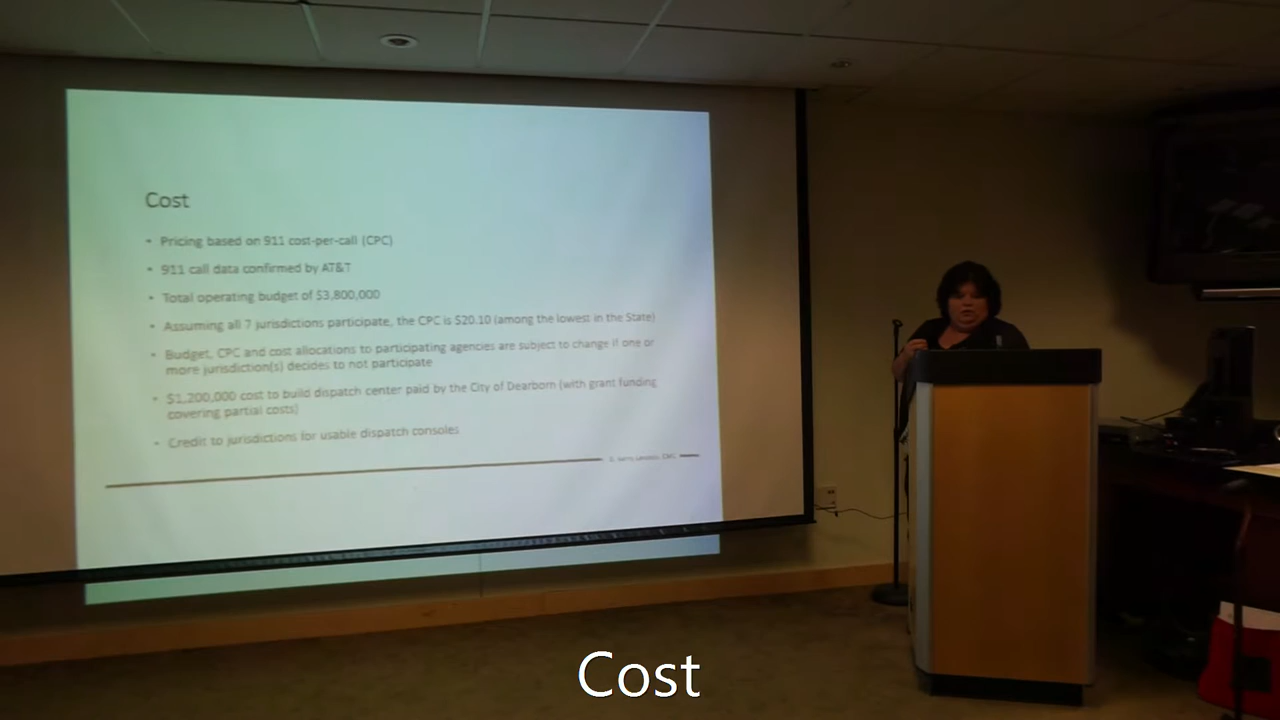 Cost
• Pricing based on 911 cost-per-call (CPC)
• 911 call data confirmed by AT&T
• Total operating budget of $3,800,000
• Assuming all 7 jurisdictions participate, the CPC is $20.10 (among the lowest in the State)
• Budget, CPC and cost allocations to participating agencies are subject to change if one or
more jurisdiction(s) decides to not participate
• $1,200,000 cost to build dispatch center paid by the City of Dearborn (with grant funding
covering partial costs)
• Credit to jurisdictions for usable dispatch consoles
Cost